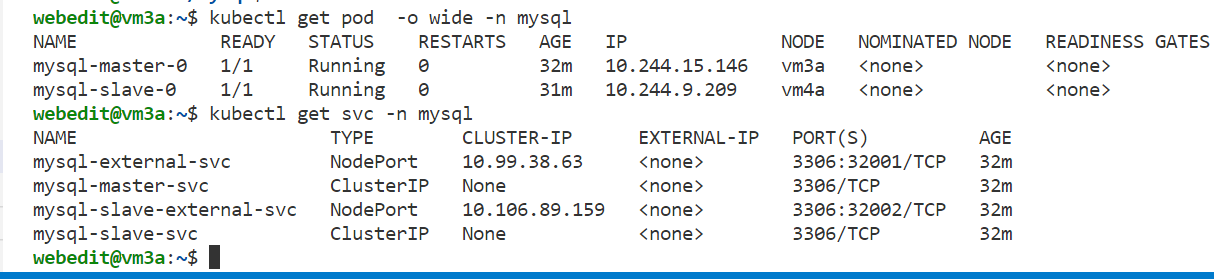 webedit@vm3a:~$ kubectl get pod  -o wide -n mysql
NAME             READY   STATUS    RESTARTS   AGE   IP              NODE   NOMINATED NODE   READINESS GATES
mysql-master-0   1/1     Running   0          32m   10.244.15.146   vm3a   <none>           <none>
mysql-slave-0    1/1     Running   0          31m   10.244.9.209    vm4a   <none>           <none>
webedit@vm3a:~$ kubectl get svc -n mysql
NAME                       TYPE        CLUSTER-IP      EXTERNAL-IP   PORT(S)          AGE
mysql-external-svc         NodePort    10.99.38.63     <none>        3306:32001/TCP   32m
mysql-master-svc           ClusterIP   None            <none>        3306/TCP         32m
mysql-slave-external-svc   NodePort    10.106.89.159   <none>        3306:32002/TCP   32m
mysql-slave-svc            ClusterIP   None            <none>        3306/TCP         32m
webedit@vm3a:~$